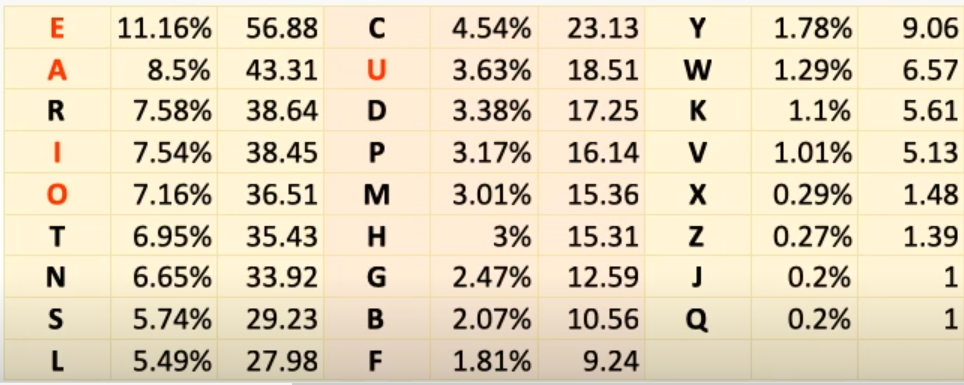 E 11.16% 56.88 C 4.54% 23.13 Y 1.78% 9.06
A 8.5% 43.31 U 3.63% 18.51 W 1.29% 6.57
R 7.58% 38.64 D 3.38% 17.25 K 1.1% 5.61
I 7.54% 38.45 P 3.17% 16.14 V 1.01% 5.13
O 7.16% 36.51 M 3.01% 15.36 X 0.29% 1.48
T 6.95% 35.43 H 3% 15.31 Z 0.27% 1.39
N 6.65% 33.92 G 2.47% 12.59 J 0.2% 1
S 5.74% 29.23 B 2.07% 10.56 Q 0.2% 1
L 5.49% 27.98 F 1.81% 9.24